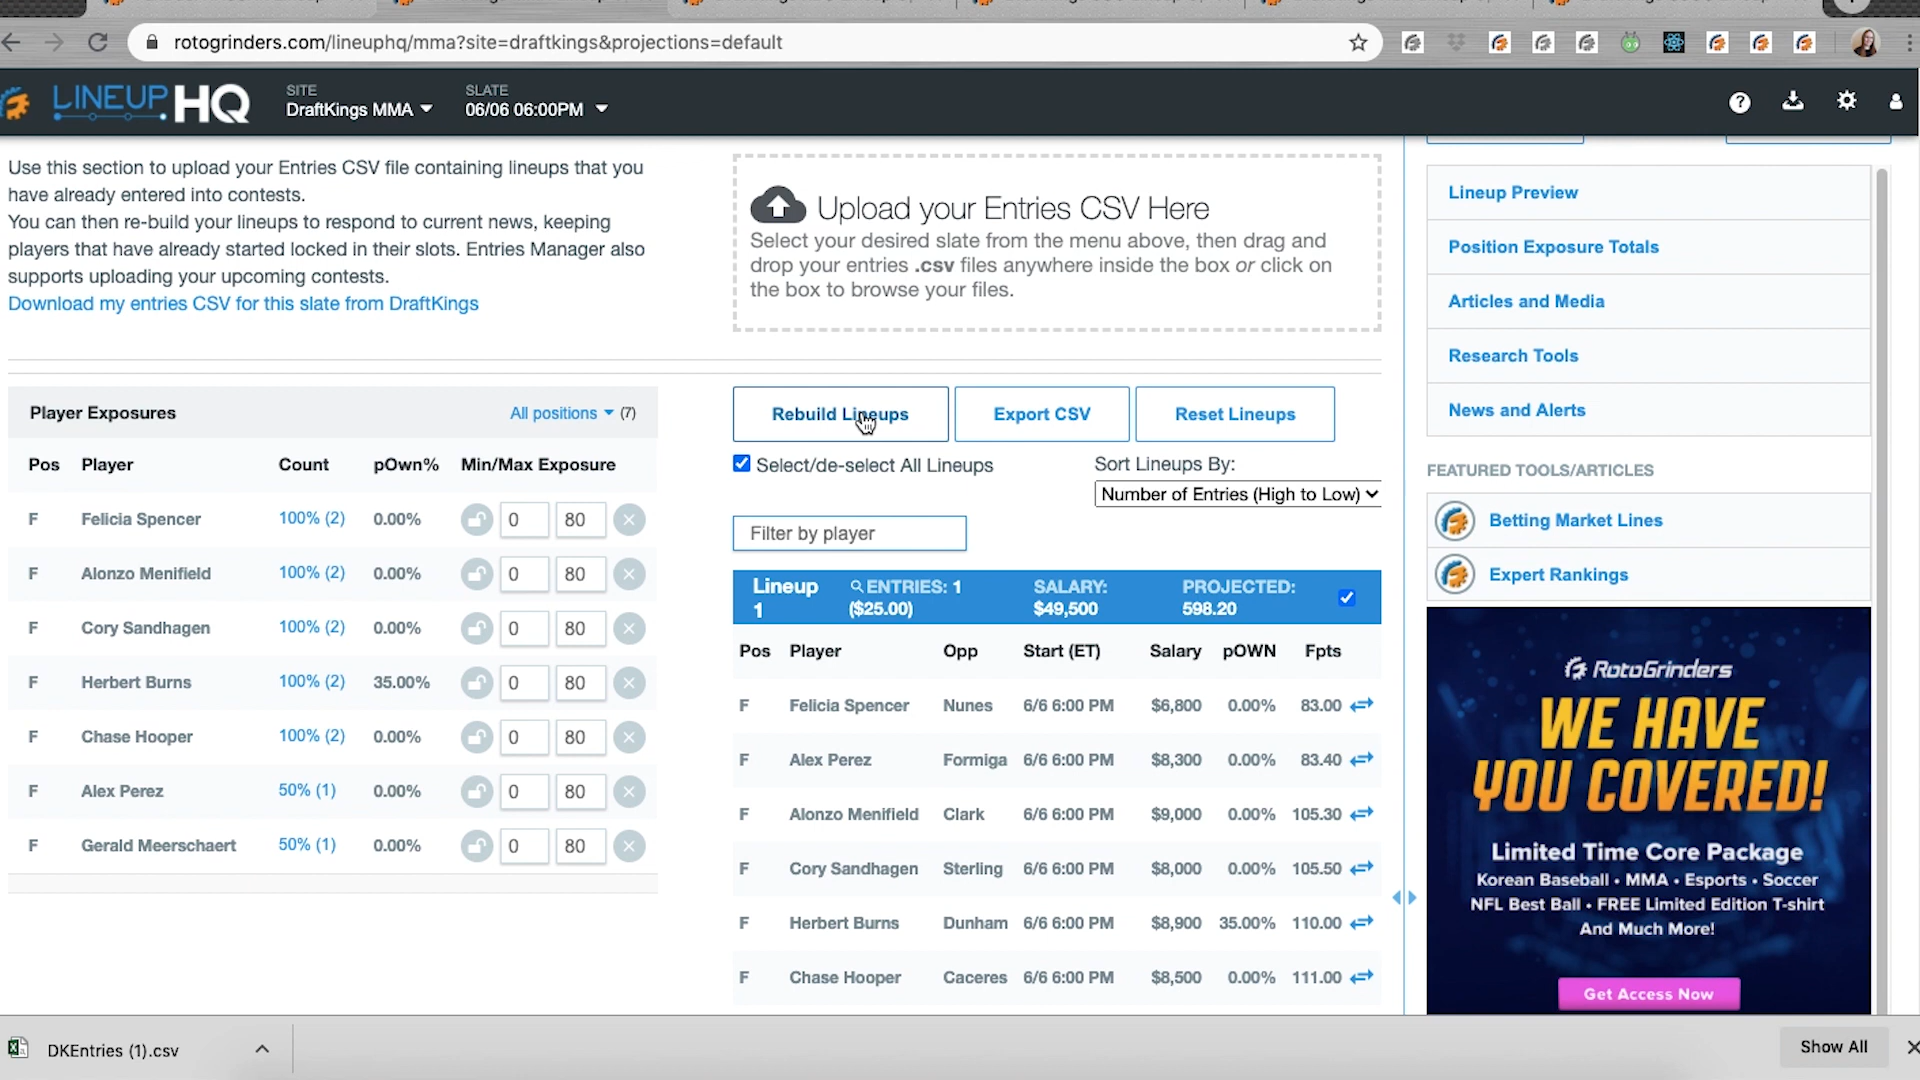 rotogrinders.com/lineuphq/mma?site=draftkings&projections=default
LINEUP HQ
SITE
DraftKings MMA
SLATE
06/06 06:00PM
Use this section to upload your Entries CSV file containing lineups that you
have already entered into contests.
You can then re-build your lineups to respond to current news, keeping
players that have already started locked in their slots. Entries Manager also
supports uploading your upcoming contests.
Download my entries CSV for this slate from DraftKings
Upload your Entries CSV Here
Select your desired slate from the menu above, then drag and
drop your entries .csv files anywhere inside the box or click on
the box to browse your files.
Player Exposures All positions (7)
Pos Player Count pOwn% Min/Max Exposure
F Felicia Spencer 100% (2) 0.00% 0 80
F Alonzo Menifield 100% (2) 0.00% 0 80
F Cory Sandhagen 100% (2) 0.00% 0 80
F Herbert Burns 100% (2) 35.00% 0 80
F Chase Hooper 100% (2) 0.00% 0 80
F Alex Perez 50% (1) 0.00% 0 80
F Gerald Meerschaert 50% (1) 0.00% 0 80
Rebuild Lineups Export CSV Reset Lineups
Select/de-select All Lineups
Sort Lineups By:
Number of Entries (High to Low)
Filter by player
Lineup ENTRIES: 1 SALARY: PROJECTED:
1 ($25.00) $49,500 598.20
Pos Player Opp Start (ET) Salary pOWN Fpts
F Felicia Spencer Nunes 6/6 6:00 PM $6,800 0.00% 83.00
F Alex Perez Formiga 6/6 6:00 PM $8,300 0.00% 83.40
F Alonzo Menifield Clark 6/6 6:00 PM $9,000 0.00% 105.30
F Cory Sandhagen Sterling 6/6 6:00 PM $8,000 0.00% 105.50
F Herbert Burns Dunham 6/6 6:00 PM $8,900 35.00% 110.00
F Chase Hooper Caceres 6/6 6:00 PM $8,500 0.00% 111.00
Lineup Preview
Position Exposure Totals
Articles and Media
Research Tools
News and Alerts
FEATURED TOOLS/ARTICLES
Betting Market Lines
Expert Rankings
RotoGrinders
WE HAVE
YOU COVERED!
Limited Time Core Package
Korean Baseball • MMA • Esports • Soccer
NFL Best Ball • FREE Limited Edition T-shirt
And Much More!
Get Access Now
DKEntries (1).csv
Show All